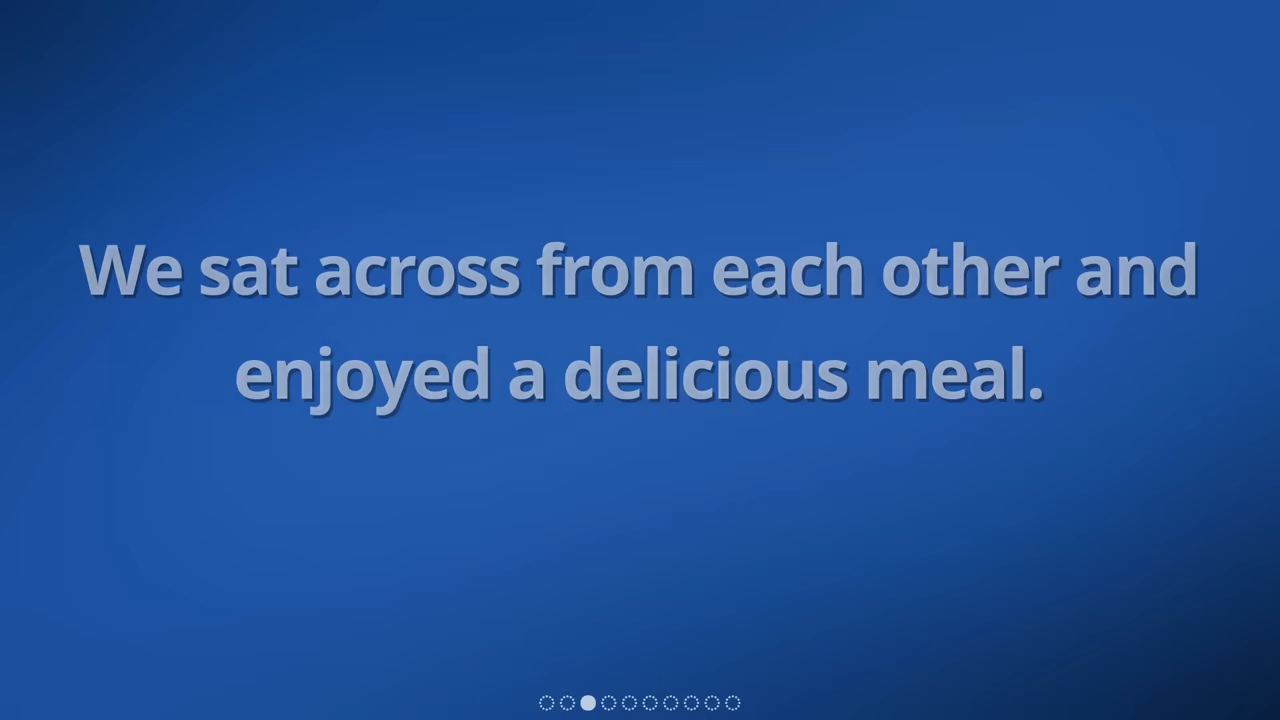 We sat across from each other and
enjoyed a delicious meal.